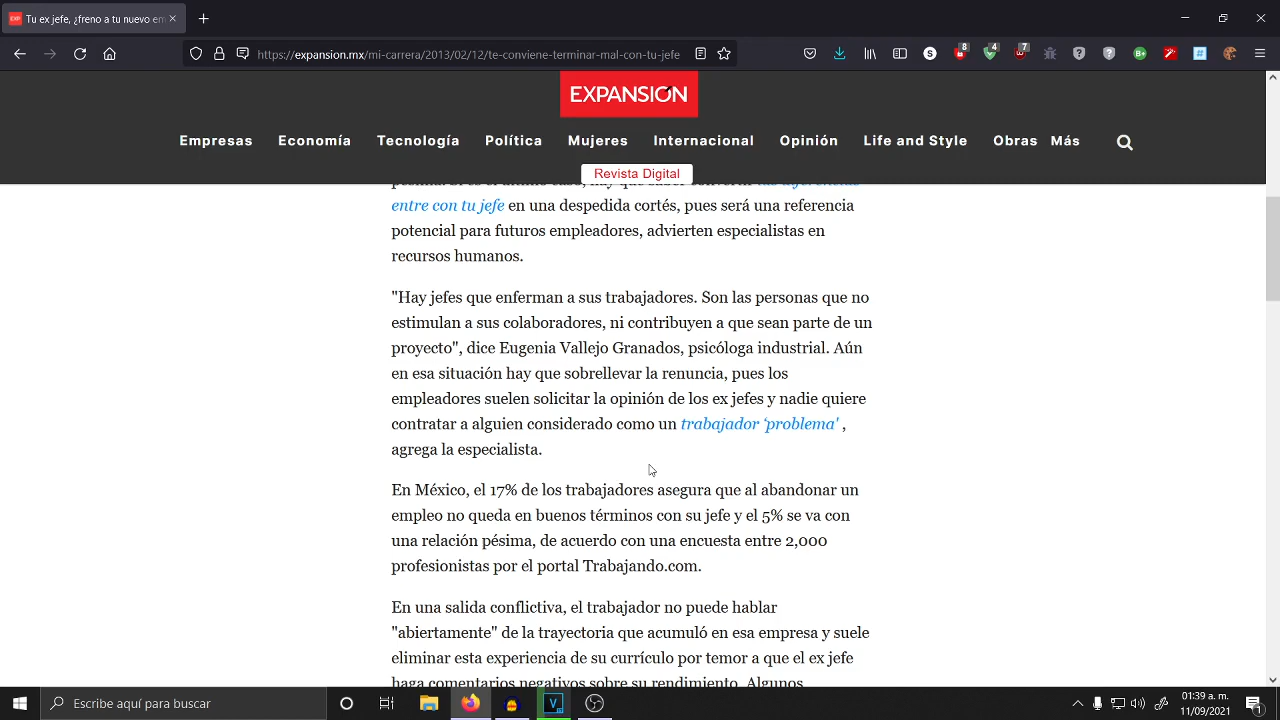 Tu ex jefe, ¿freno a tu nuevo em
https://expansion.mx/mi-carrera/2013/02/12/te-conviene-terminar-mal-con-tu-jefe
S
8
4
7
B+
#
EXPANSIÓN
Empresas Economía Tecnología Política Mujeres Internacional Opinión Life and Style Obras Más
Revista Digital
entre con tu jefe en una despedida cortés, pues será una referencia
potencial para futuros empleadores, advierten especialistas en
recursos humanos.
"Hay jefes que enferman a sus trabajadores. Son las personas que no
estimulan a sus colaboradores, ni contribuyen a que sean parte de un
proyecto", dice Eugenia Vallejo Granados, psicóloga industrial. Aún
en esa situación hay que sobrellevar la renuncia, pues los
empleadores suelen solicitar la opinión de los ex jefes y nadie quiere
contratar a alguien considerado como un trabajador ‘problema' ,
agrega la especialista.
En México, el 17% de los trabajadores asegura que al abandonar un
empleo no queda en buenos términos con su jefe y el 5% se va con
una relación pésima, de acuerdo con una encuesta entre 2,000
profesionistas por el portal Trabajando.com.
En una salida conflictiva, el trabajador no puede hablar
"abiertamente" de la trayectoria que acumuló en esa empresa y suele
eliminar esta experiencia de su currículo por temor a que el ex jefe
haga comentarios negativos sobre su rendimiento. Algunos
Escribe aquí para buscar
01:39 a. m.
11/09/2021